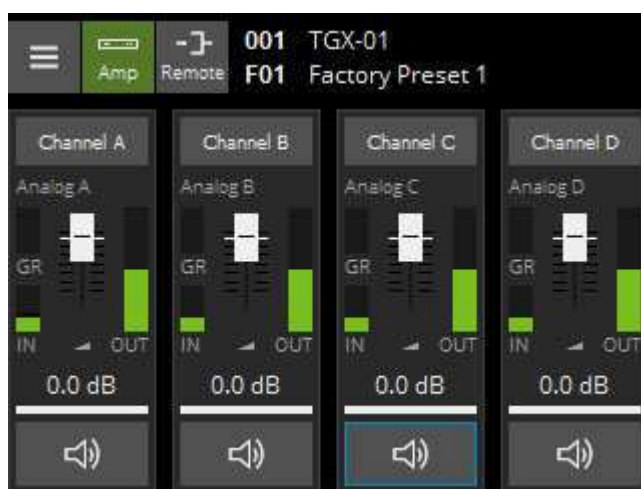 Amp
Remote
001 TGX-01
F01 Factory Preset 1
Channel A Channel B Channel C Channel D
Analog A Analog B Analog C Analog D
GR GR GR GR
IN OUT IN OUT IN OUT IN OUT
0.0 dB 0.0 dB 0.0 dB 0.0 dB